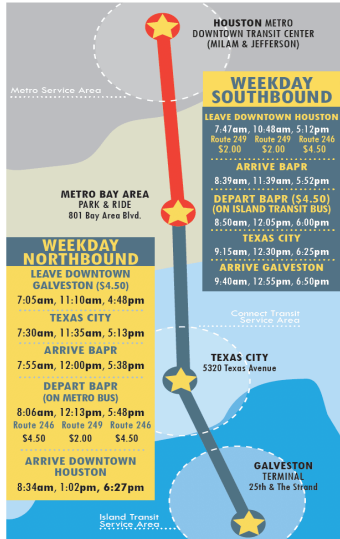 HOUSTON METRO
DOWNTOWN TRANSIT CENTER
(MILAM & JEFFERSON)
Metro Service Area
WEEKDAY
SOUTHBOUND
LEAVE DOWNTOWN HOUSTON
7:47am, 10:48am, 5:12pm
Route 249 Route 249 Route 246
$2.00 $2.00 $4.50
ARRIVE BAPR
8:39am, 11:39am, 5:52pm
DEPART BAPR ($4.50)
(ON ISLAND TRANSIT BUS)
8:50am, 12:05pm, 6:00pm
TEXAS CITY
9:15am, 12:30pm, 6:25pm
ARRIVE GALVESTON
9:40am, 12:55pm, 6:50pm
METRO BAY AREA
PARK & RIDE
801 Bay Area Blvd.
WEEKDAY
NORTHBOUND
LEAVE DOWNTOWN
GALVESTON ($4.50)
7:05am, 11:10am, 4:48pm
TEXAS CITY
7:30am, 11:35am, 5:13pm
ARRIVE BAPR
7:55am, 12:00pm, 5:38pm
DEPART BAPR
(ON METRO BUS)
8:06am, 12:13pm, 5:48pm
Route 246 Route 249 Route 246
$4.50 $2.00 $4.50
ARRIVE DOWNTOWN
HOUSTON
8:34am, 1:02pm, 6:27pm
Connect Transit
Service Area
TEXAS CITY
5320 Texas Avenue
GALVESTON
TERMINAL
25th & The Strand
Island Transit
Service Area